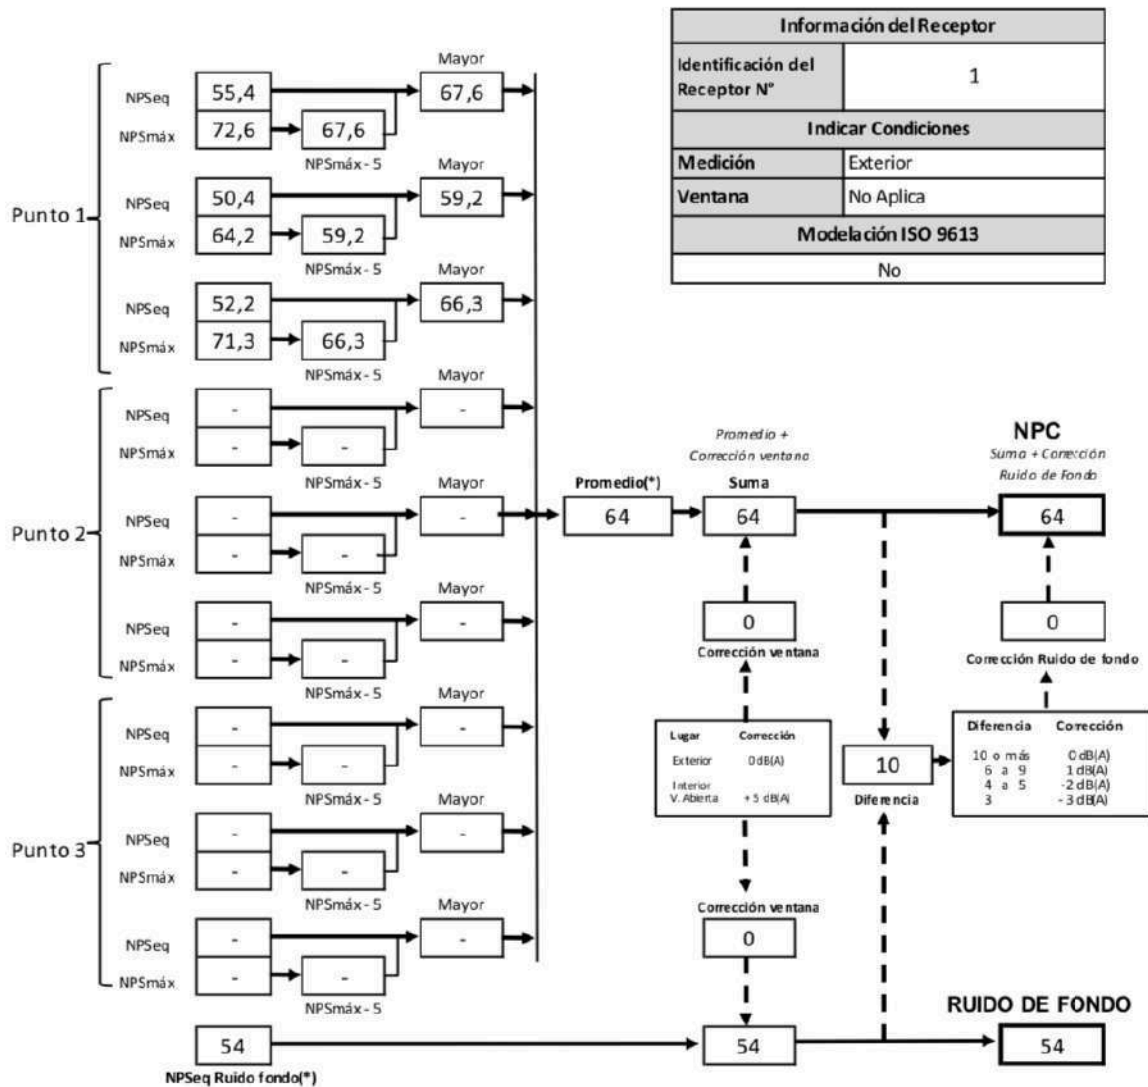 Información del Receptor
Identificación del
Receptor N°
1
Indicar Condiciones
Medición Exterior
Ventana No Aplica
Modelación ISO 9613
No
Punto 1
Mayor
NPSeq 55,4 67,6
NPSmáx 72,6 67,6
NPSmáx - 5
Mayor
NPSeq 50,4 59,2
NPSmáx 64,2 59,2
NPSmáx - 5
Mayor
NPSeq 52,2 66,3
NPSmáx 71,3 66,3
NPSmáx - 5
Punto 2
Mayor
NPSeq - -
NPSmáx - -
NPSmáx - 5
Mayor
NPSeq - -
NPSmáx - -
NPSmáx - 5
Mayor
NPSeq - -
NPSmáx - -
NPSmáx - 5
Punto 3
Mayor
NPSeq - -
NPSmáx - -
NPSmáx - 5
Mayor
NPSeq - -
NPSmáx - -
NPSmáx - 5
Mayor
NPSeq - -
NPSmáx - -
NPSmáx - 5
54
NPSeq Ruido fondo(*)
Promedio(*)
64
Promedio +
Corrección ventana
Suma
64
0
Corrección ventana
Lugar Corrección
Exterior 0 dB(A)
Interior
V. Abierta + 5 dB(A)
Corrección ventana
0
54
10
Diferencia
NPC
Suma + Corrección
Ruido de Fondo
64
0
Corrección Ruido de fondo
Diferencia Corrección
10 o más 0 dB(A)
6 a 9 1 dB(A)
4 a 5 -2 dB(A)
3 - 3 dB(A)
RUIDO DE FONDO
54